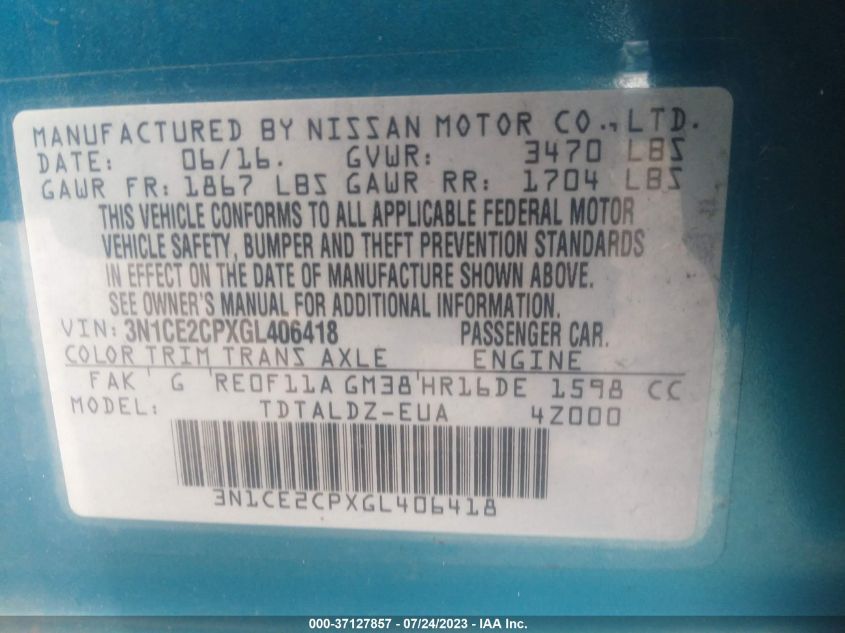 MANUFACTURED BY NISSAN MOTOR CO., LTD.
DATE: 06/16. GVWR: 3470 LBS
GAWR FR: 1867 LBS GAWR RR: 1704 LBS
THIS VEHICLE CONFORMS TO ALL APPLICABLE FEDERAL MOTOR
VEHICLE SAFETY, BUMPER AND THEFT PREVENTION STANDARDS
IN EFFECT ON THE DATE OF MANUFACTURE SHOWN ABOVE.
SEE OWNER'S MANUAL FOR ADDITIONAL INFORMATION.
VIN: 3N1CE2CPXGL406418 PASSENGER CAR.
COLOR TRIM TRANS AXLE ENGINE
FAK G RE0F11A GM38 HR16DE 1598 CC
MODEL: TDTALDZ-EUA 4Z000
3N1CE2CPXGL406418
000-37127857 - 07/24/2023 - IAA Inc.